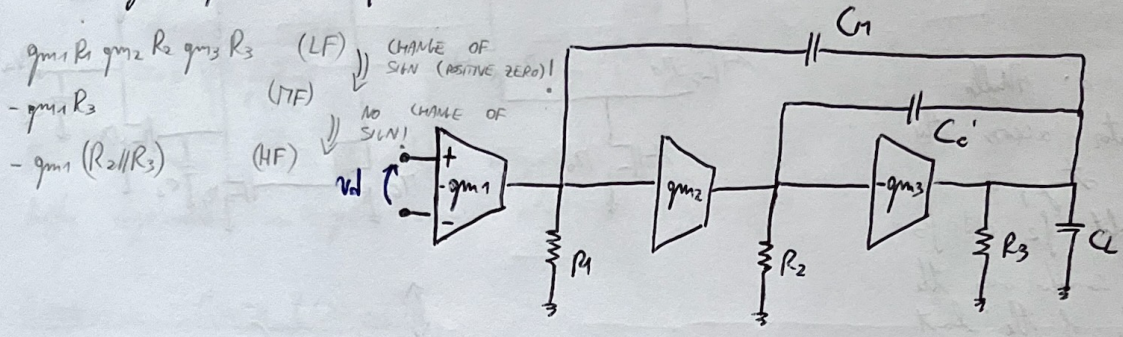 gm1 R1 gm2 R2 gm3 R3 (LF) CHANGE OF
SIGN (POSITIVE ZERO)!
- gm1 R3 (MF)
NO CHANGE OF
SIGN!
- gm1 (R2//R3) (HF)
CM
Cc'
vd
+
-gm1
-
gm2
-gm3
R1
R2
R3
CL